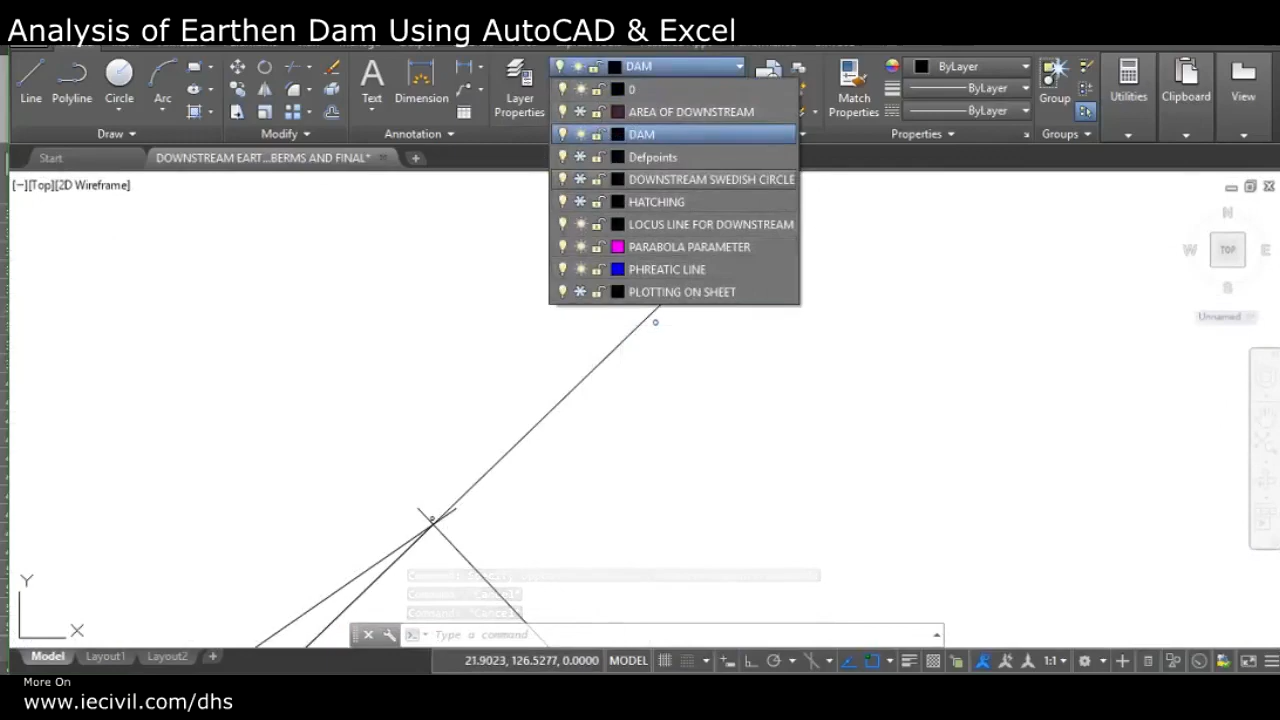 Analysis of Earthen Dam Using AutoCAD & Excel
DAM
ByLayer
Line
Polyline
Circle
Arc
Text
Dimension
Layer
Properties
0
Match
Properties
ByLayer
ByLayer
Group
Utilities
Clipboard
View
AREA OF DOWNSTREAM
Draw
Modify
Annotation
DAM
Properties
Groups
Start
DOWNSTREAM EART...BERMS AND FINAL*
Defpoints
[−][Top][2D Wireframe]
DOWNSTREAM SWEDISH CIRCLE
HATCHING
LOCUS LINE FOR DOWNSTREAM
PARABOLA PARAMETER
PHREATIC LINE
PLOTTING ON SHEET
N
W
TOP
E
S
Unnamed
Y
X
Command: *Cancel*
Command: *Cancel*
Type a command
Model
Layout1
Layout2
21.9023, 126.5277, 0.0000
MODEL
1:1
More On
www.iecivil.com/dhs